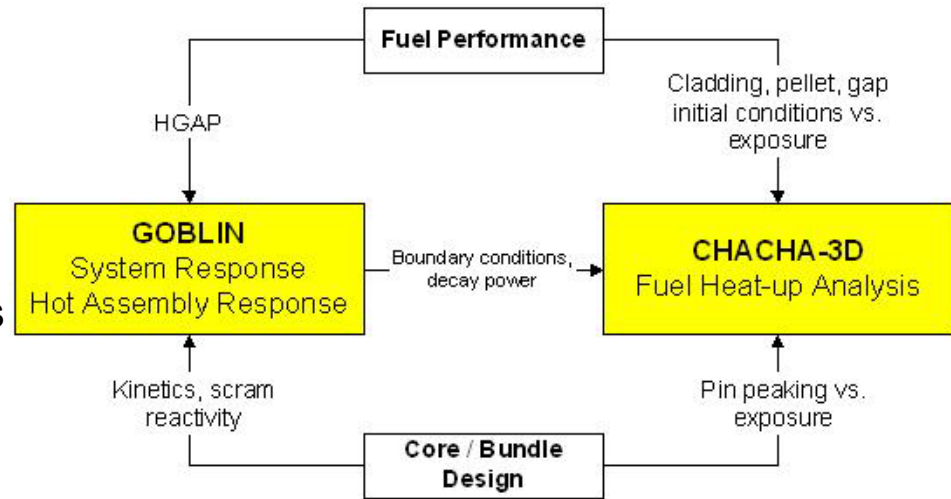 Fuel Performance
HGAP
Cladding, pellet, gap
initial conditions vs.
exposure
GOBLIN
System Response
Hot Assembly Response
Boundary conditions,
decay power
CHACHA-3D
Fuel Heat-up Analysis
s
Kinetics, scram
reactivity
Pin peaking vs.
exposure
Core / Bundle
Design